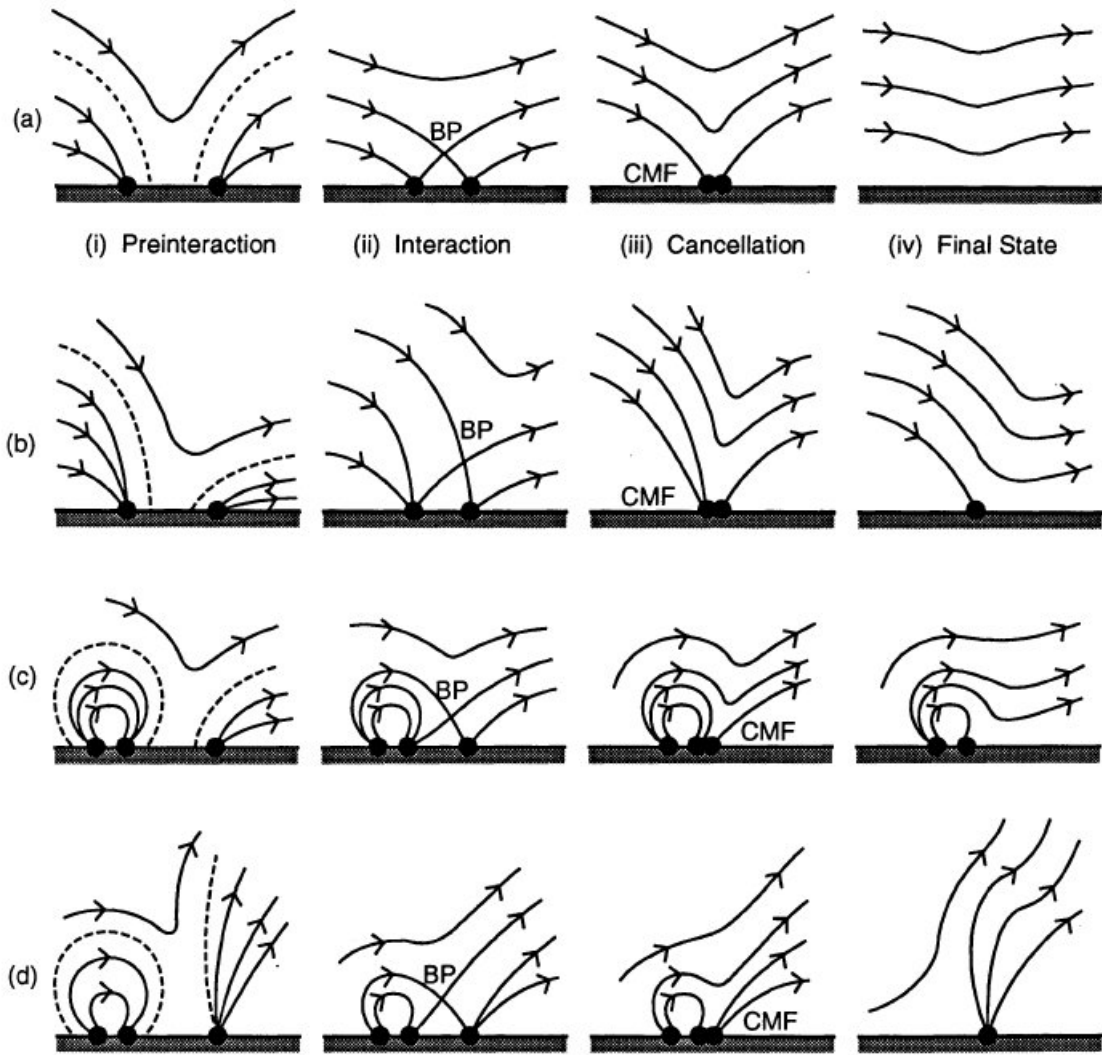 (a)
BP
CMF
(i) Preinteraction (ii) Interaction (iii) Cancellation (iv) Final State
(b)
BP
CMF
(c)
BP
CMF
(d)
BP
CMF